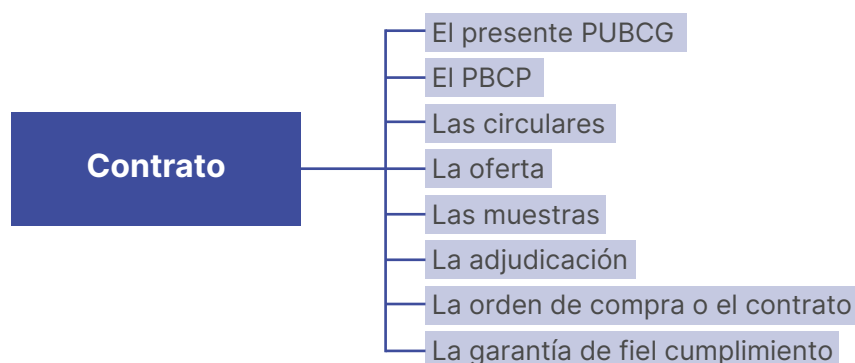 Contrato
El presente PUBCG
El PBCP
Las circulares
La oferta
Las muestras
La adjudicación
La orden de compra o el contrato
La garantía de fiel cumplimiento